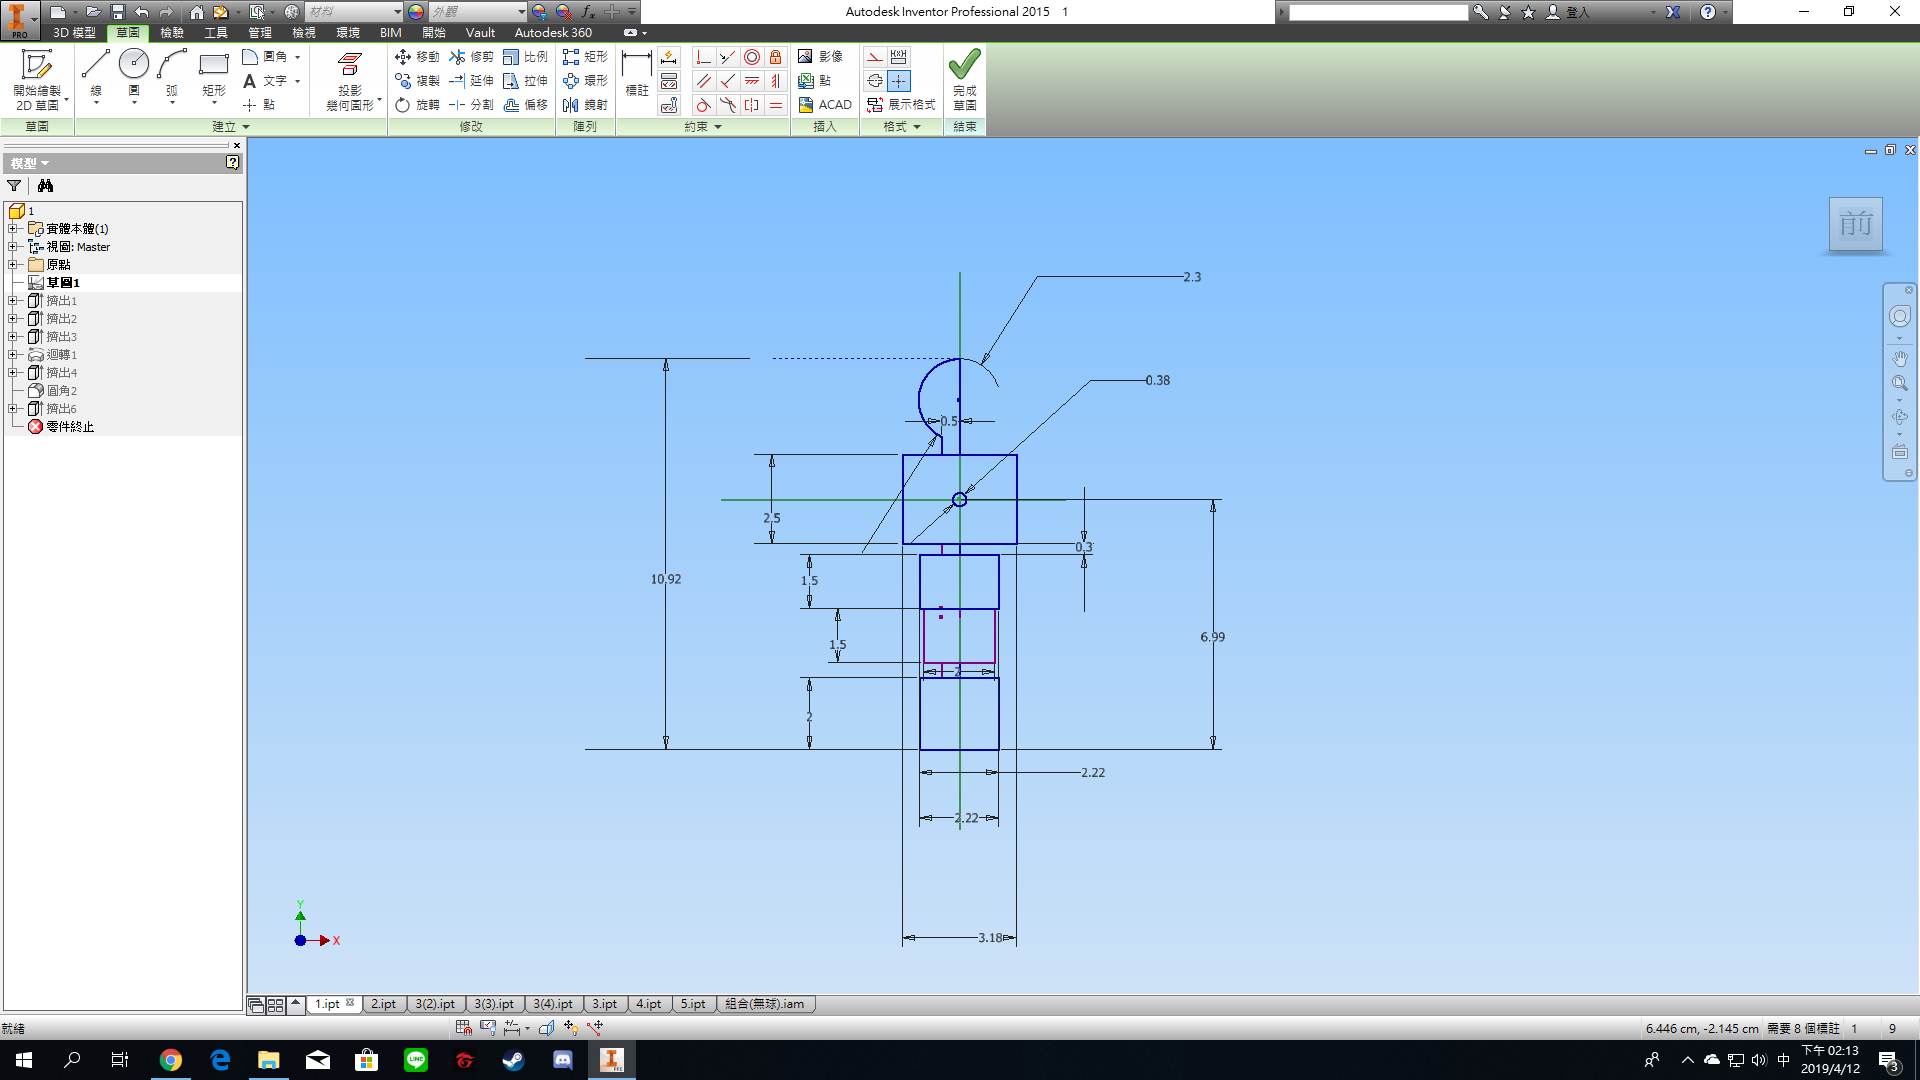 材料
外觀
Autodesk Inventor Professional 2015 1
登入
PRO
3D 模型 草圖 檢驗 工具 管理 檢視 環境 BIM 開始 Vault Autodesk 360
開始繪製
2D 草圖
線
圓
弧
矩形
圓角
文字
點
投影
幾何圖形
移動 修剪 比例
複製 延伸 拉伸
旋轉 分割 偏移
矩形
環形
鏡射
標註
影像
點
ACAD
展示格式
完成
草圖
草圖 建立 修改 陣列 約束 插入 格式 結束
模型
1
實體本體(1)
視圖: Master
原點
草圖1
擠出1
擠出2
擠出3
迴轉1
擠出4
圓角2
擠出6
零件終止
前
2.3
0.38
0.5
2.5
0.3
10.92
1.5
6.99
1.5
2
2
2.22
2.22
3.18
Y
X
1.ipt 2.ipt 3(2).ipt 3(3).ipt 3(4).ipt 3.ipt 4.ipt 5.ipt 組合(無球).iam
就緒
6.446 cm, -2.145 cm 需要 8 個標註 1 9
LINE
PRO
中
下午 02:13
2019/4/12
3